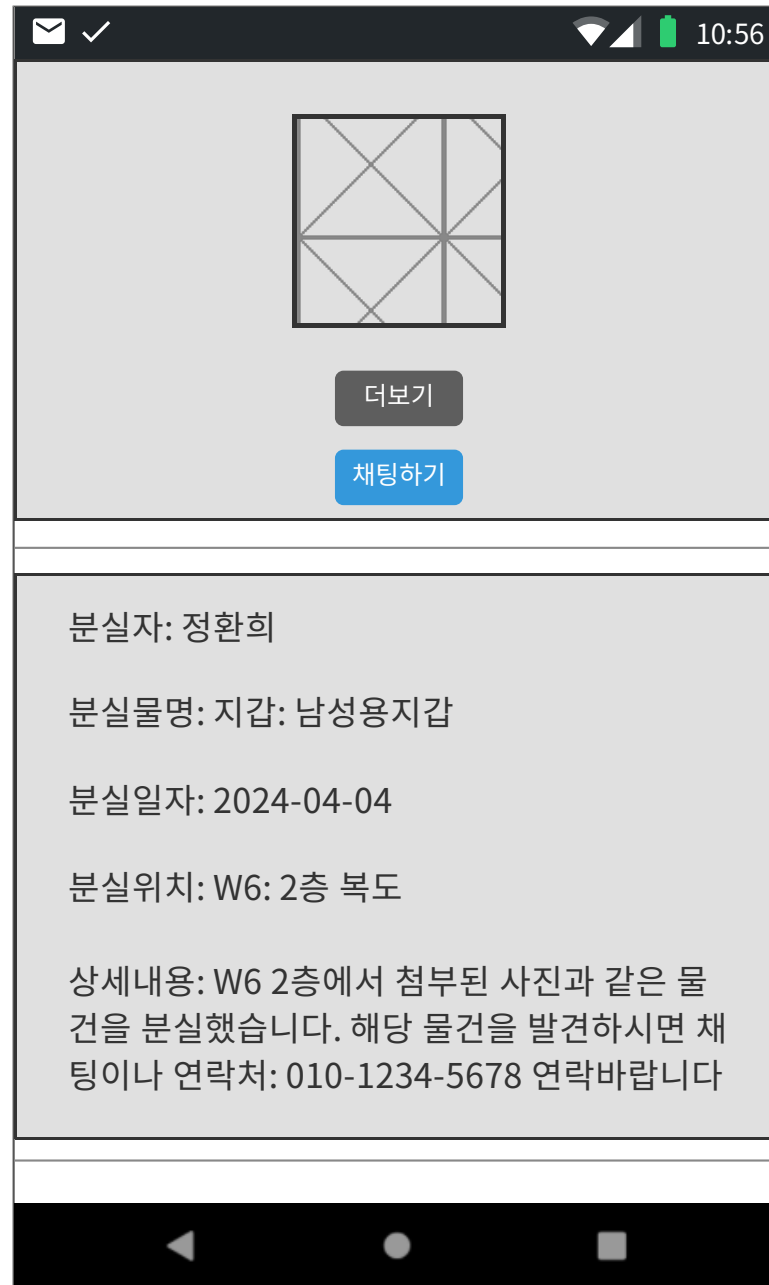 10:56
더보기
채팅하기
분실자: 정환희
분실물명: 지갑: 남성용지갑
분실일자: 2024-04-04
분실위치: W6: 2층 복도
상세내용: W6 2층에서 첨부된 사진과 같은 물
건을 분실했습니다. 해당 물건을 발견하시면 채
팅이나 연락처: 010-1234-5678 연락바랍니다